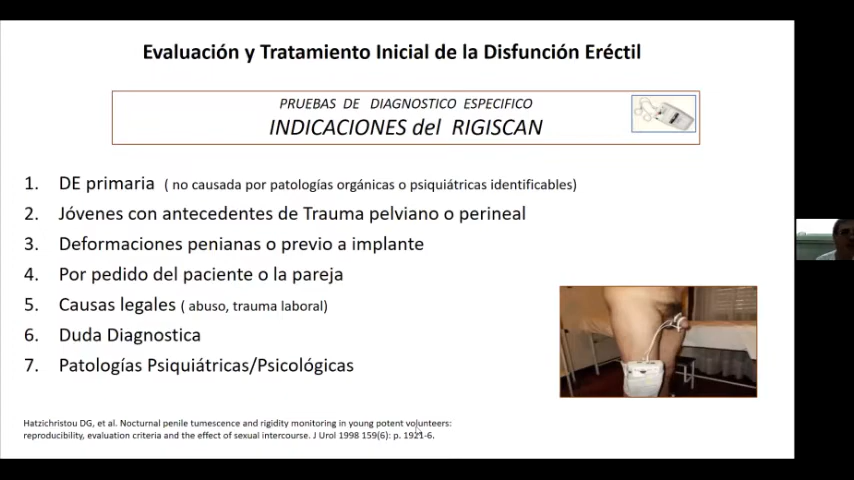 Evaluación y Tratamiento Inicial de la Disfunción Eréctil
PRUEBAS DE DIAGNOSTICO ESPECIFICO
INDICACIONES del RIGISCAN
1. DE primaria ( no causada por patologías orgánicas o psiquiátricas identificables)
2. Jóvenes con antecedentes de Trauma pelviano o perineal
3. Deformaciones penianas o previo a implante
4. Por pedido del paciente o la pareja
5. Causas legales ( abuso, trauma laboral)
6. Duda Diagnostica
7. Patologías Psiquiátricas/Psicológicas
Hatzichristou DG, et al. Nocturnal penile tumescence and rigidity monitoring in young potent volunteers:
reproducibility, evaluation criteria and the effect of sexual intercourse. J Urol 1998 159(6): p. 1921-6.